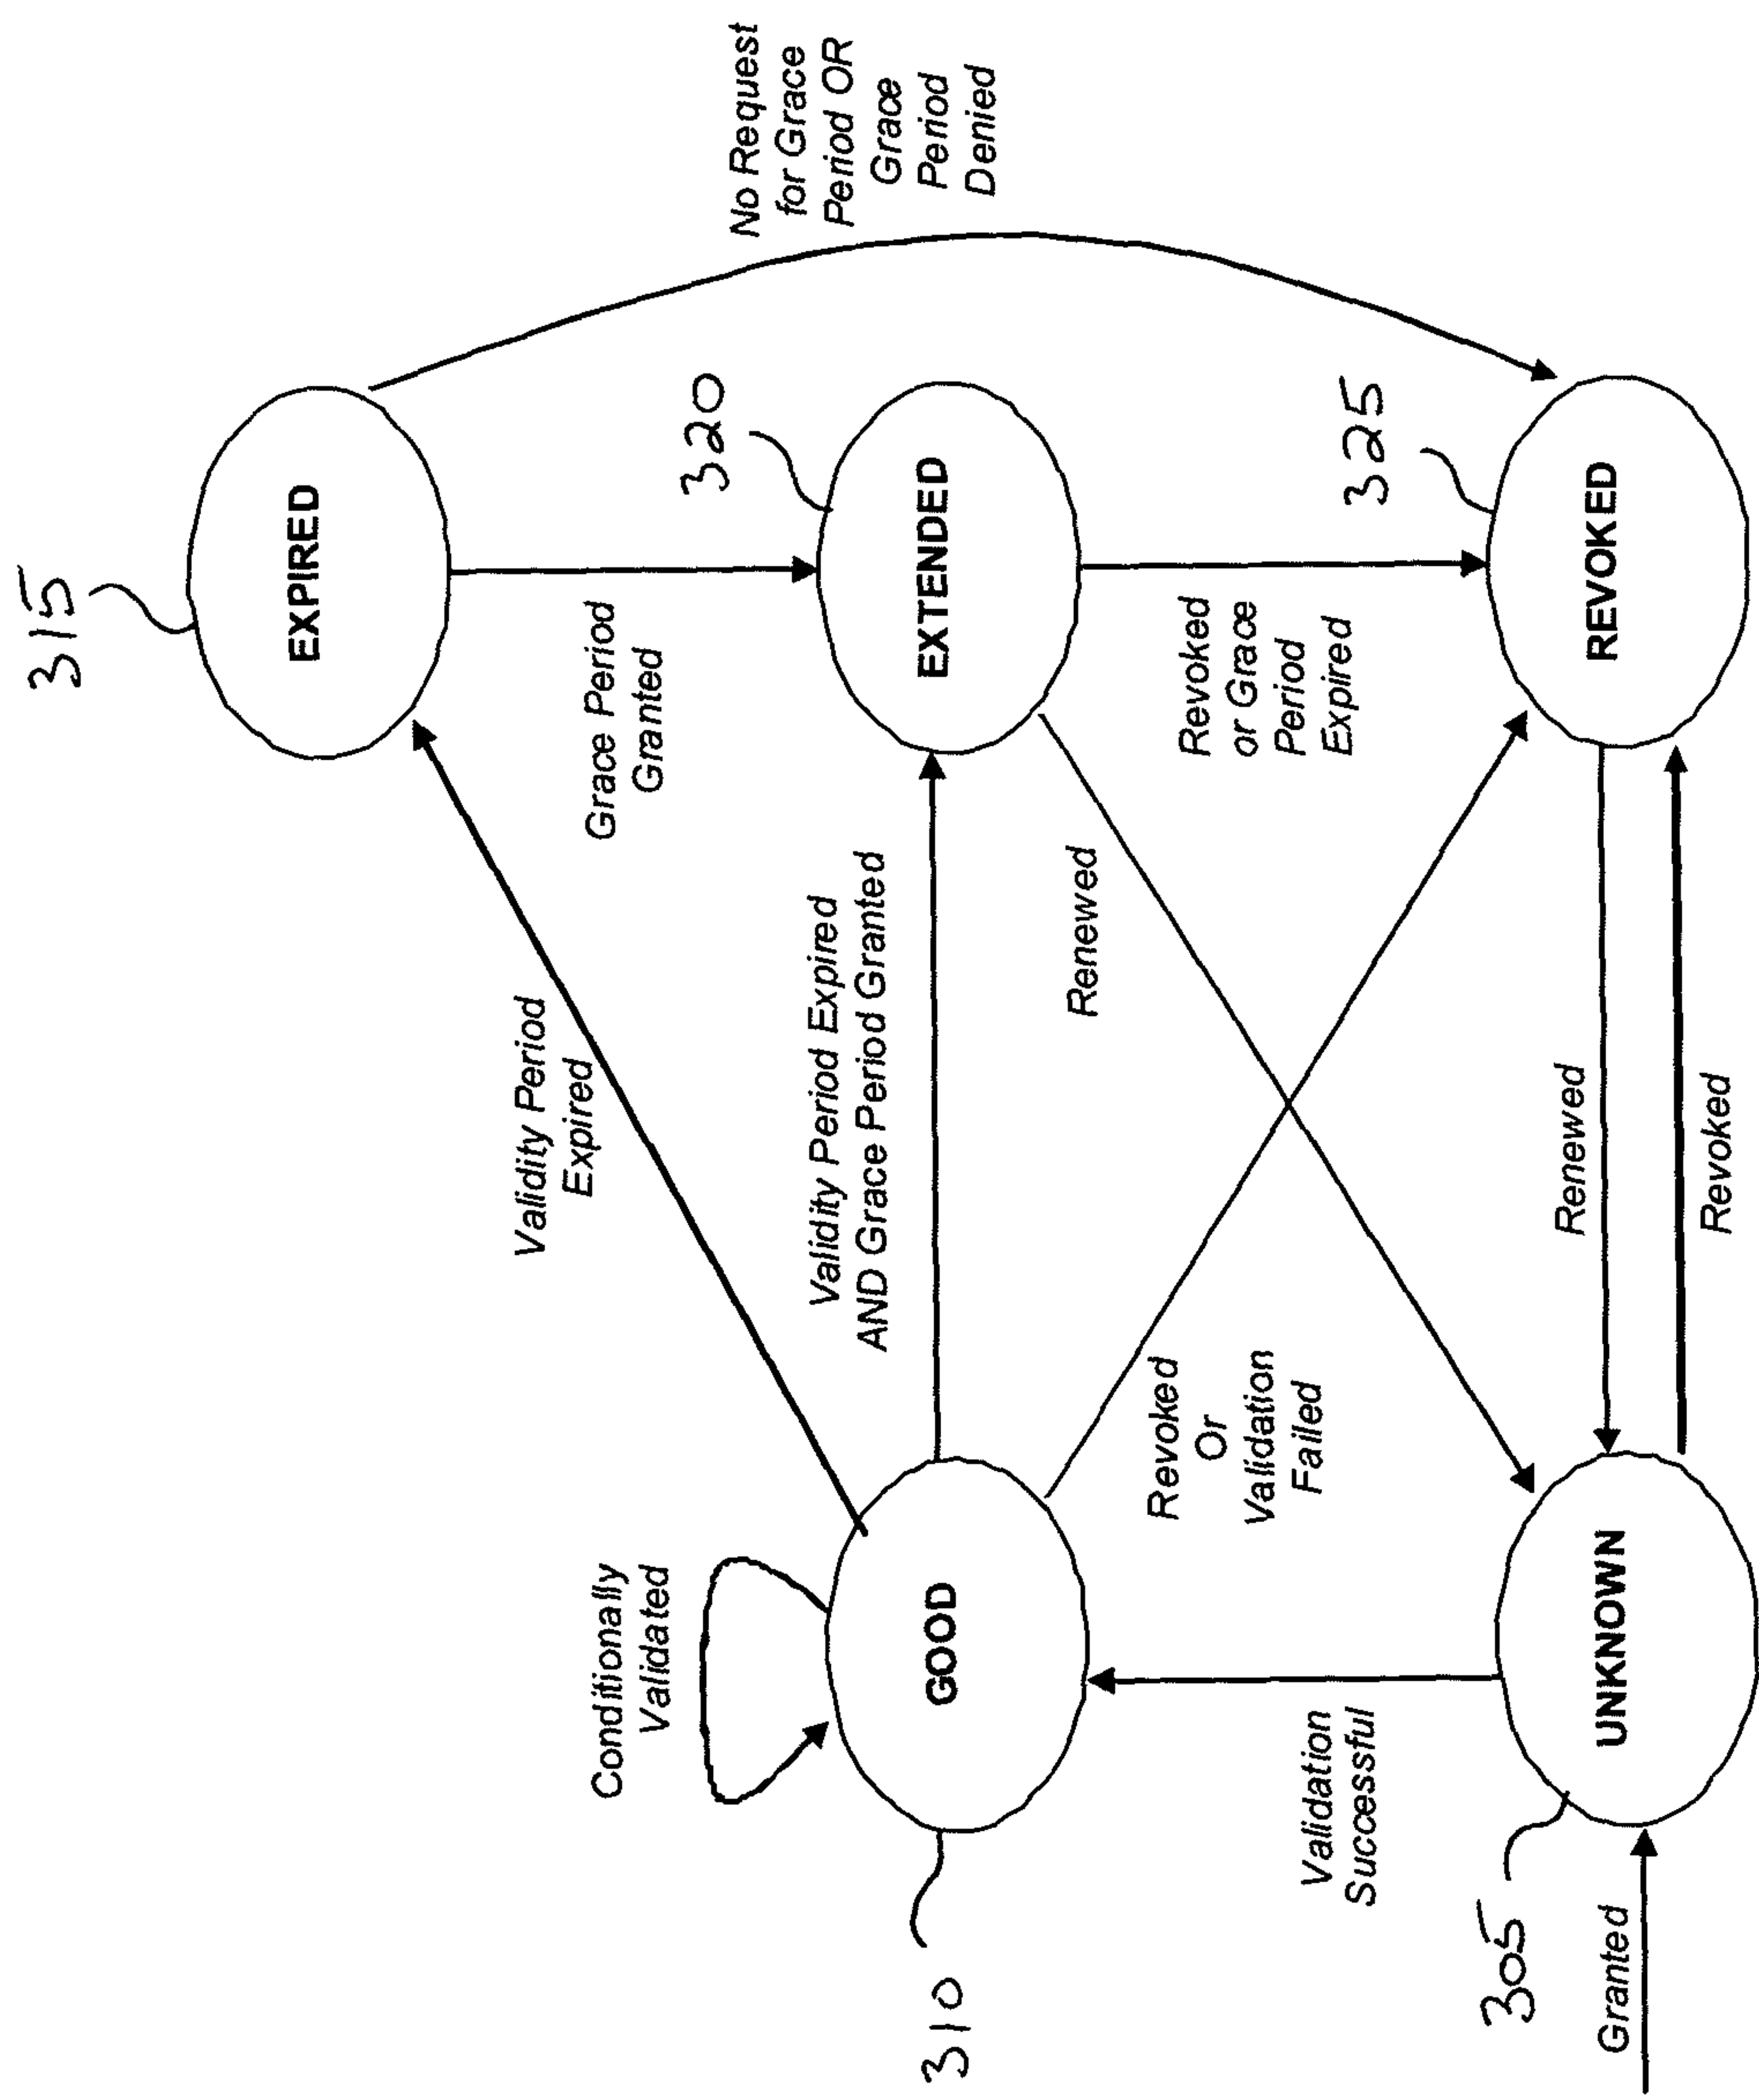 315
EXPIRED
Validity Period
Expired
Conditionally
Validated
Grace Period
Granted
320
No Request
for Grace
Period OR
Grace
Period
Denied
Validity Period Expired
AND Grace Period Granted
310
GOOD
EXTENDED
Renewed
Revoked
Or
Validation
Failed
Revoked
or Grace
Period
Expired
Validation
Successful
325
305
Renewed
Granted
UNKNOWN
REVOKED
Revoked